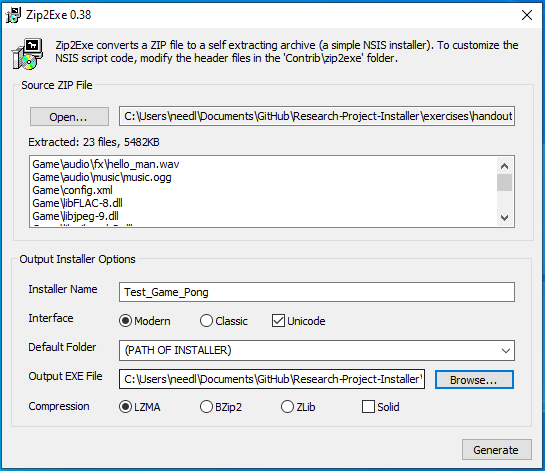 Zip2Exe 0.38
Zip2Exe converts a ZIP file to a self extracting archive (a simple NSIS installer). To customize the
NSIS script code, modify the header files in the 'Contrib\zip2exe' folder.
Source ZIP File
Open... C:\Users\needl\Documents\GitHub\Research-Project-Installer\exercises\handout
Extracted: 23 files, 5482KB
Game\audio\fx\hello_man.wav
Game\audio\music\music.ogg
Game\config.xml
Game\libFLAC-8.dll
Game\libjpeg-9.dll
Output Installer Options
Installer Name Test_Game_Pong
Interface Modern Classic Unicode
Default Folder (PATH OF INSTALLER)
Output EXE File C:\Users\needl\Documents\GitHub\Research-Project-Installer\ Browse...
Compression LZMA BZip2 ZLib Solid
Generate